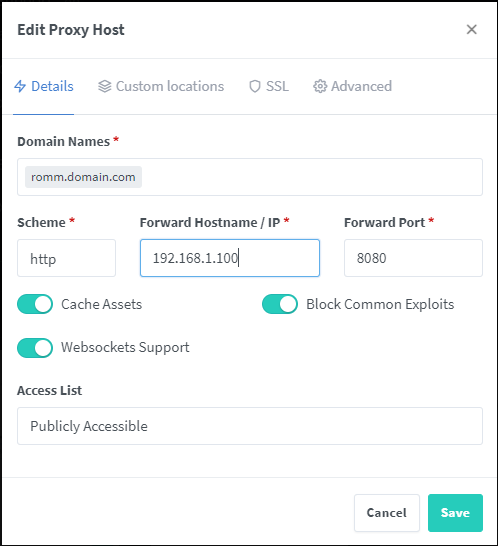 Edit Proxy Host ×
Details Custom locations SSL Advanced
Domain Names *
romm.domain.com
Scheme * Forward Hostname / IP * Forward Port *
http 192.168.1.100 8080
Cache Assets Block Common Exploits
Websockets Support
Access List
Publicly Accessible
Cancel Save